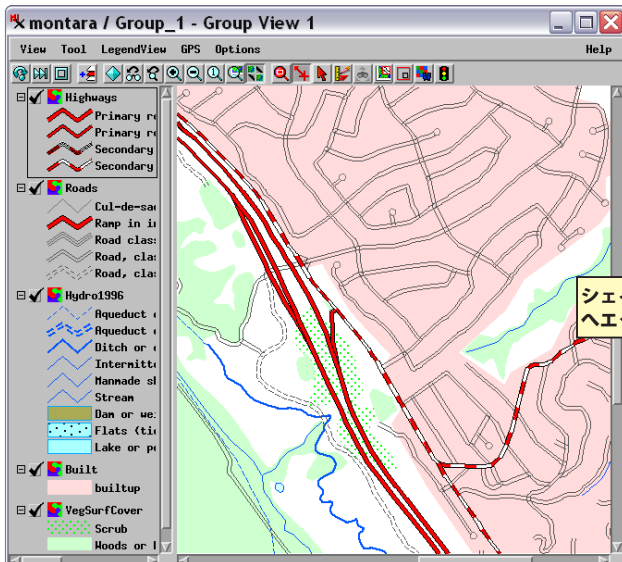 montara / Group_1 - Group View 1
View Tool LegendView GPS Options Help
Highways
Primary r
Primary r
Secondary
Secondary
Roads
Cul-de-sa
Ramp in i
Road clas
Road, cla
Road, cla
Hydro1996
Aqueduct
Aqueduct
Ditch or
Intermitt
Manmade s
Stream
Dam or we
Flats (ti
Lake or p
Built
builtup
VegSurfCover
Scrub
Woods or
シェイ
ヘエイ